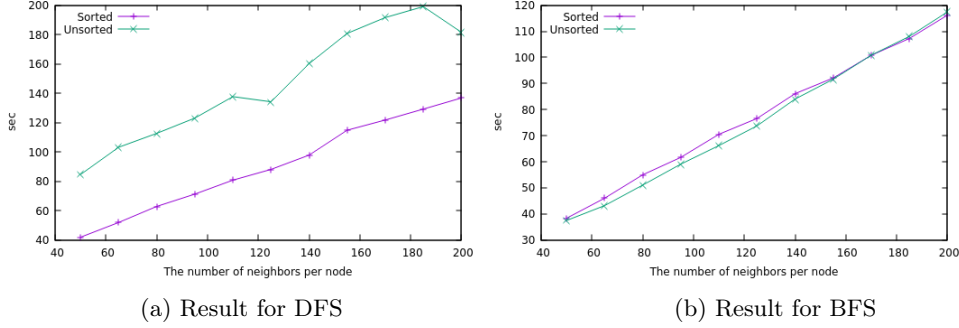 200
180
160
140
120
100
80
60
40
sec
Sorted
Unsorted
40 60 80 100 120 140 160 180 200
The number of neighbors per node
(a) Result for DFS
120
110
100
90
80
70
60
50
40
30
sec
Sorted
Unsorted
40 60 80 100 120 140 160 180 200
The number of neighbors per node
(b) Result for BFS